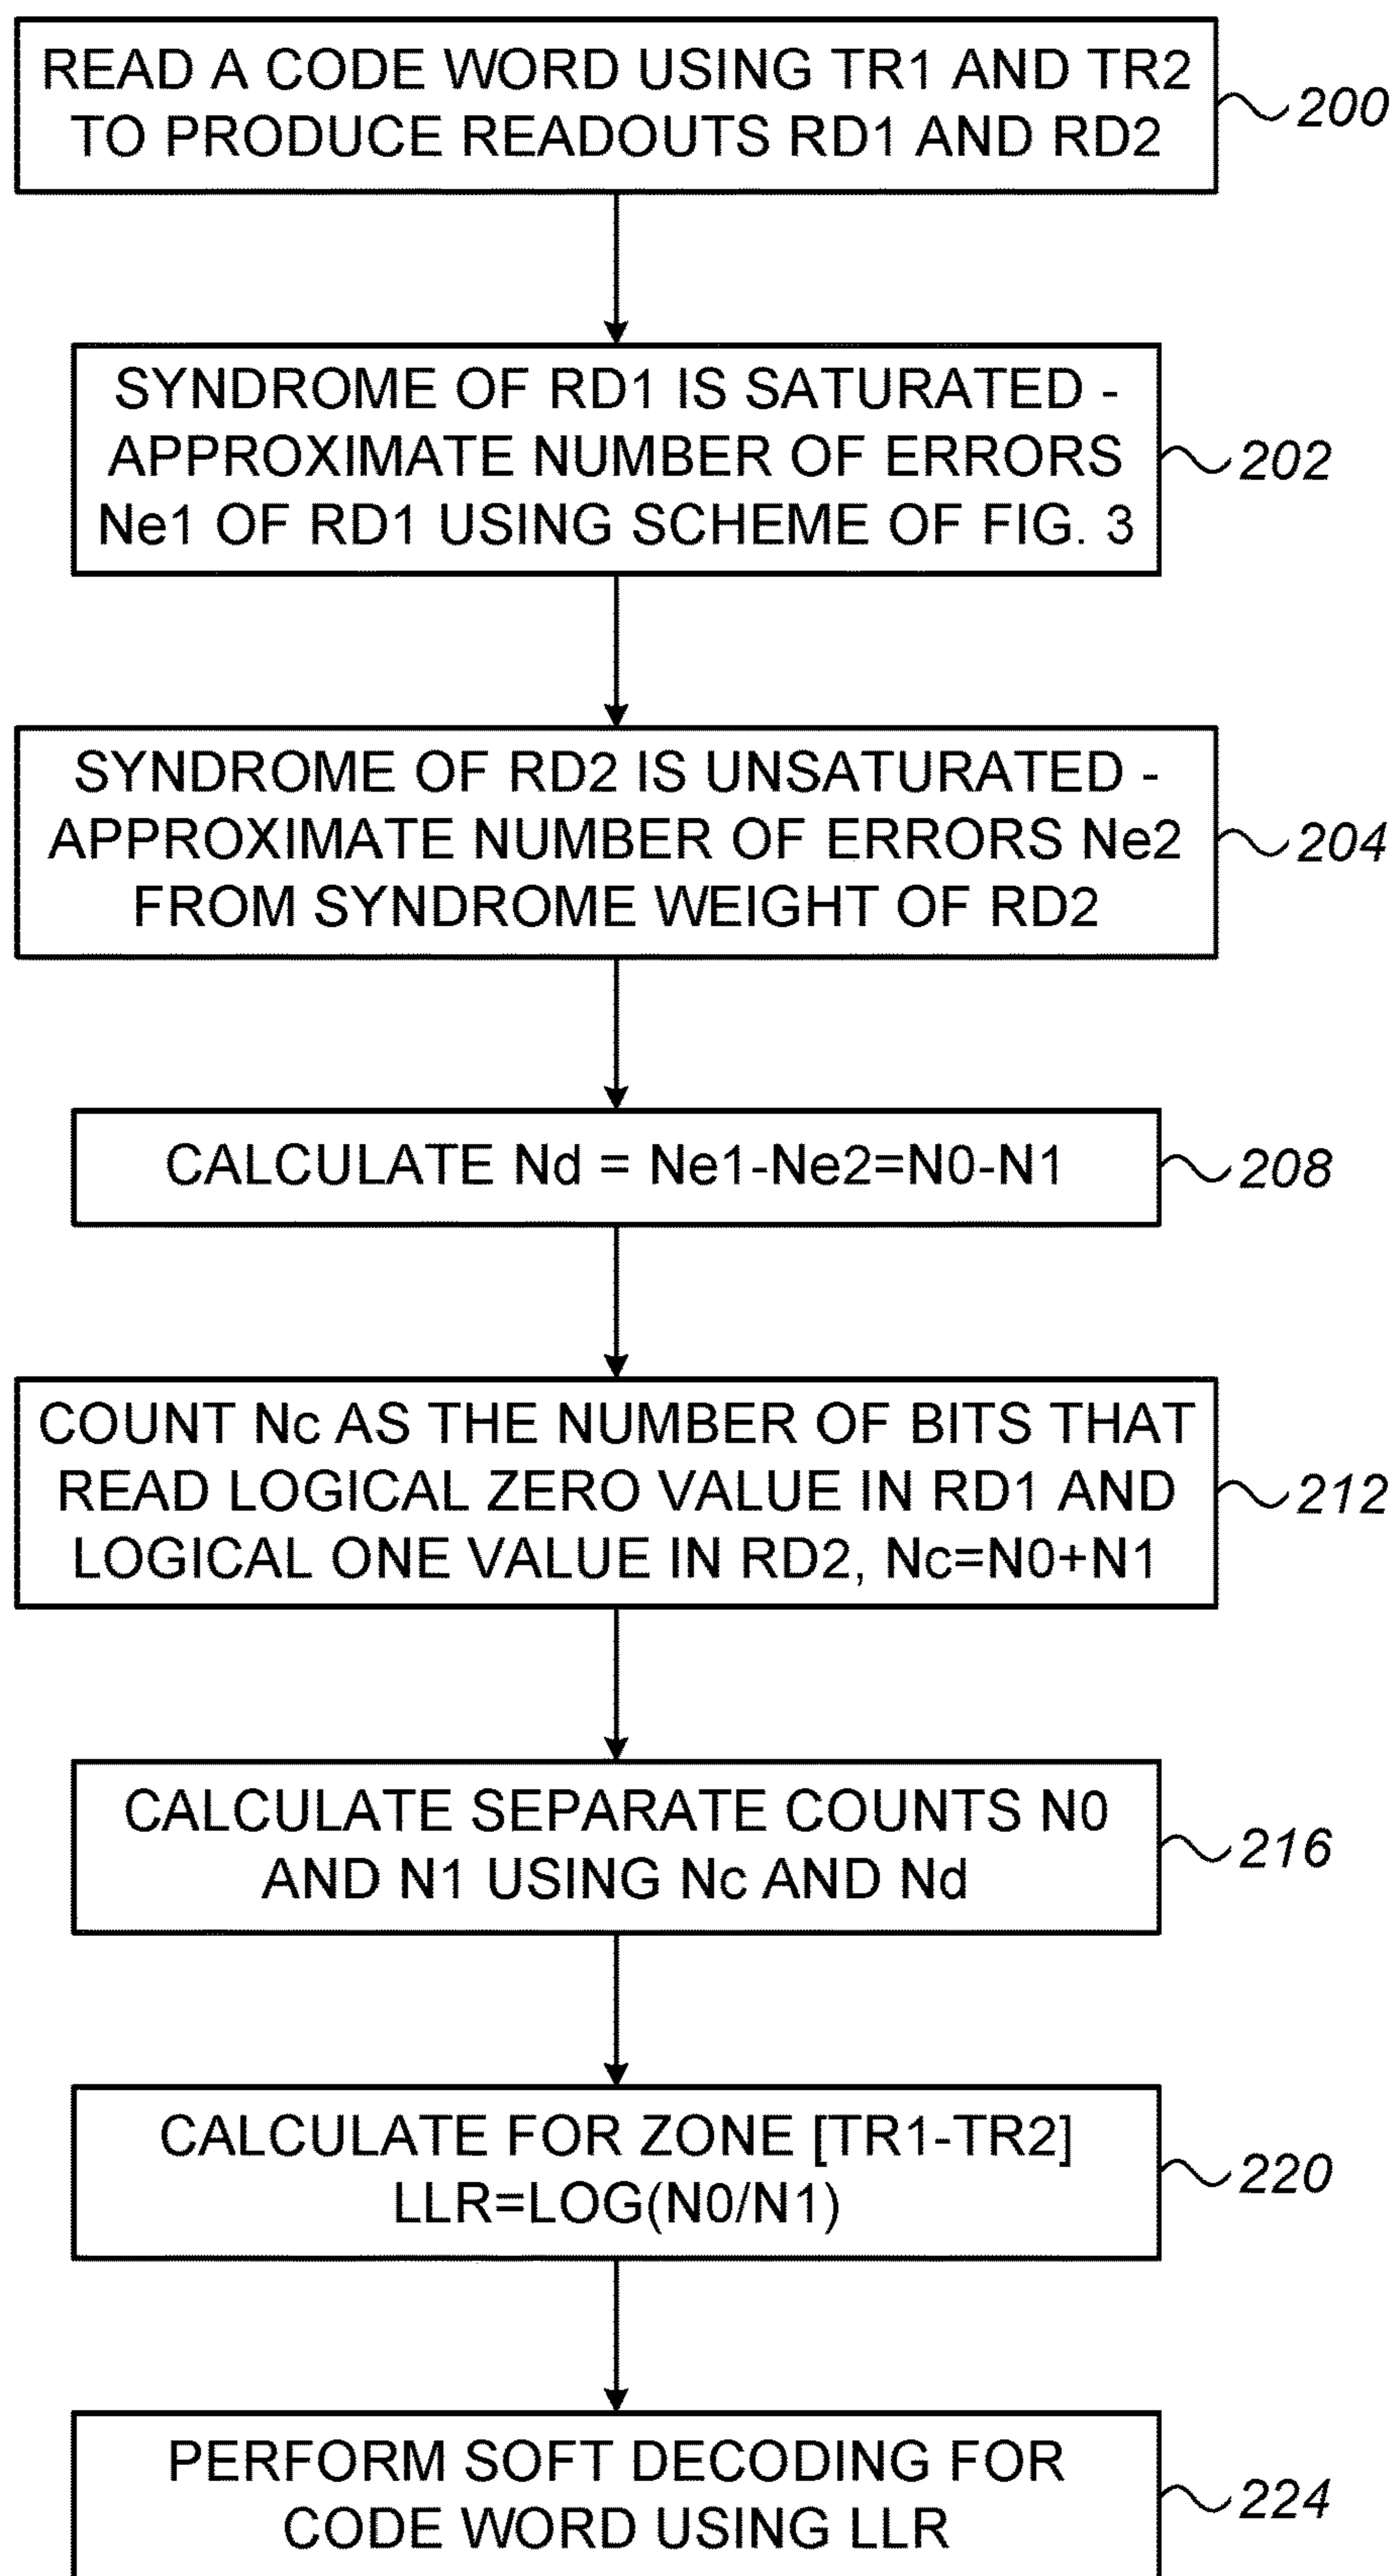 READ A CODE WORD USING TR1 AND TR2
TO PRODUCE READOUTS RD1 AND RD2
200
SYNDROME OF RD1 IS SATURATED -
APPROXIMATE NUMBER OF ERRORS
Ne1 OF RD1 USING SCHEME OF FIG. 3
202
SYNDROME OF RD2 IS UNSATURATED -
APPROXIMATE NUMBER OF ERRORS Ne2
FROM SYNDROME WEIGHT OF RD2
204
CALCULATE Nd = Ne1-Ne2=N0-N1
208
COUNT Nc AS THE NUMBER OF BITS THAT
READ LOGICAL ZERO VALUE IN RD1 AND
LOGICAL ONE VALUE IN RD2, Nc=N0+N1
212
CALCULATE SEPARATE COUNTS N0
AND N1 USING Nc AND Nd
216
CALCULATE FOR ZONE [TR1-TR2]
LLR=LOG(N0/N1)
220
PERFORM SOFT DECODING FOR
CODE WORD USING LLR
224